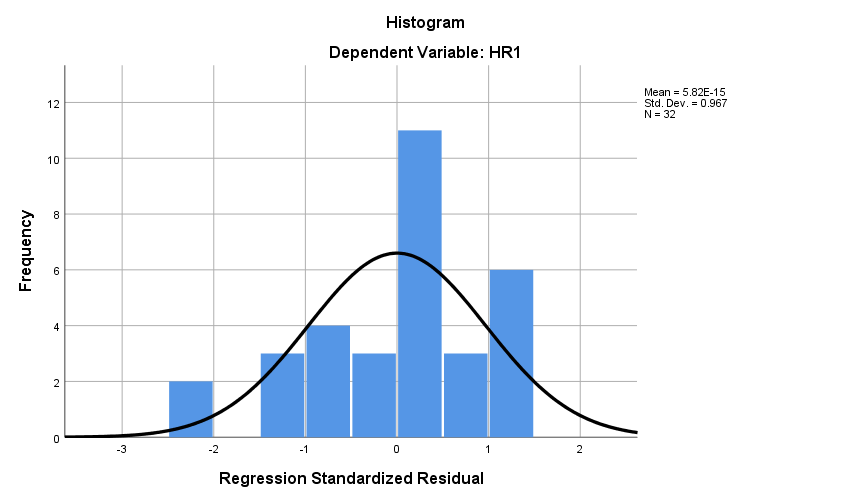 Histogram
Dependent Variable: HR1
Mean = 5.82E-15
Std. Dev. = 0.967
N = 32
Frequency
12
10
8
6
4
2
0
-3 -2 -1 0 1 2
Regression Standardized Residual